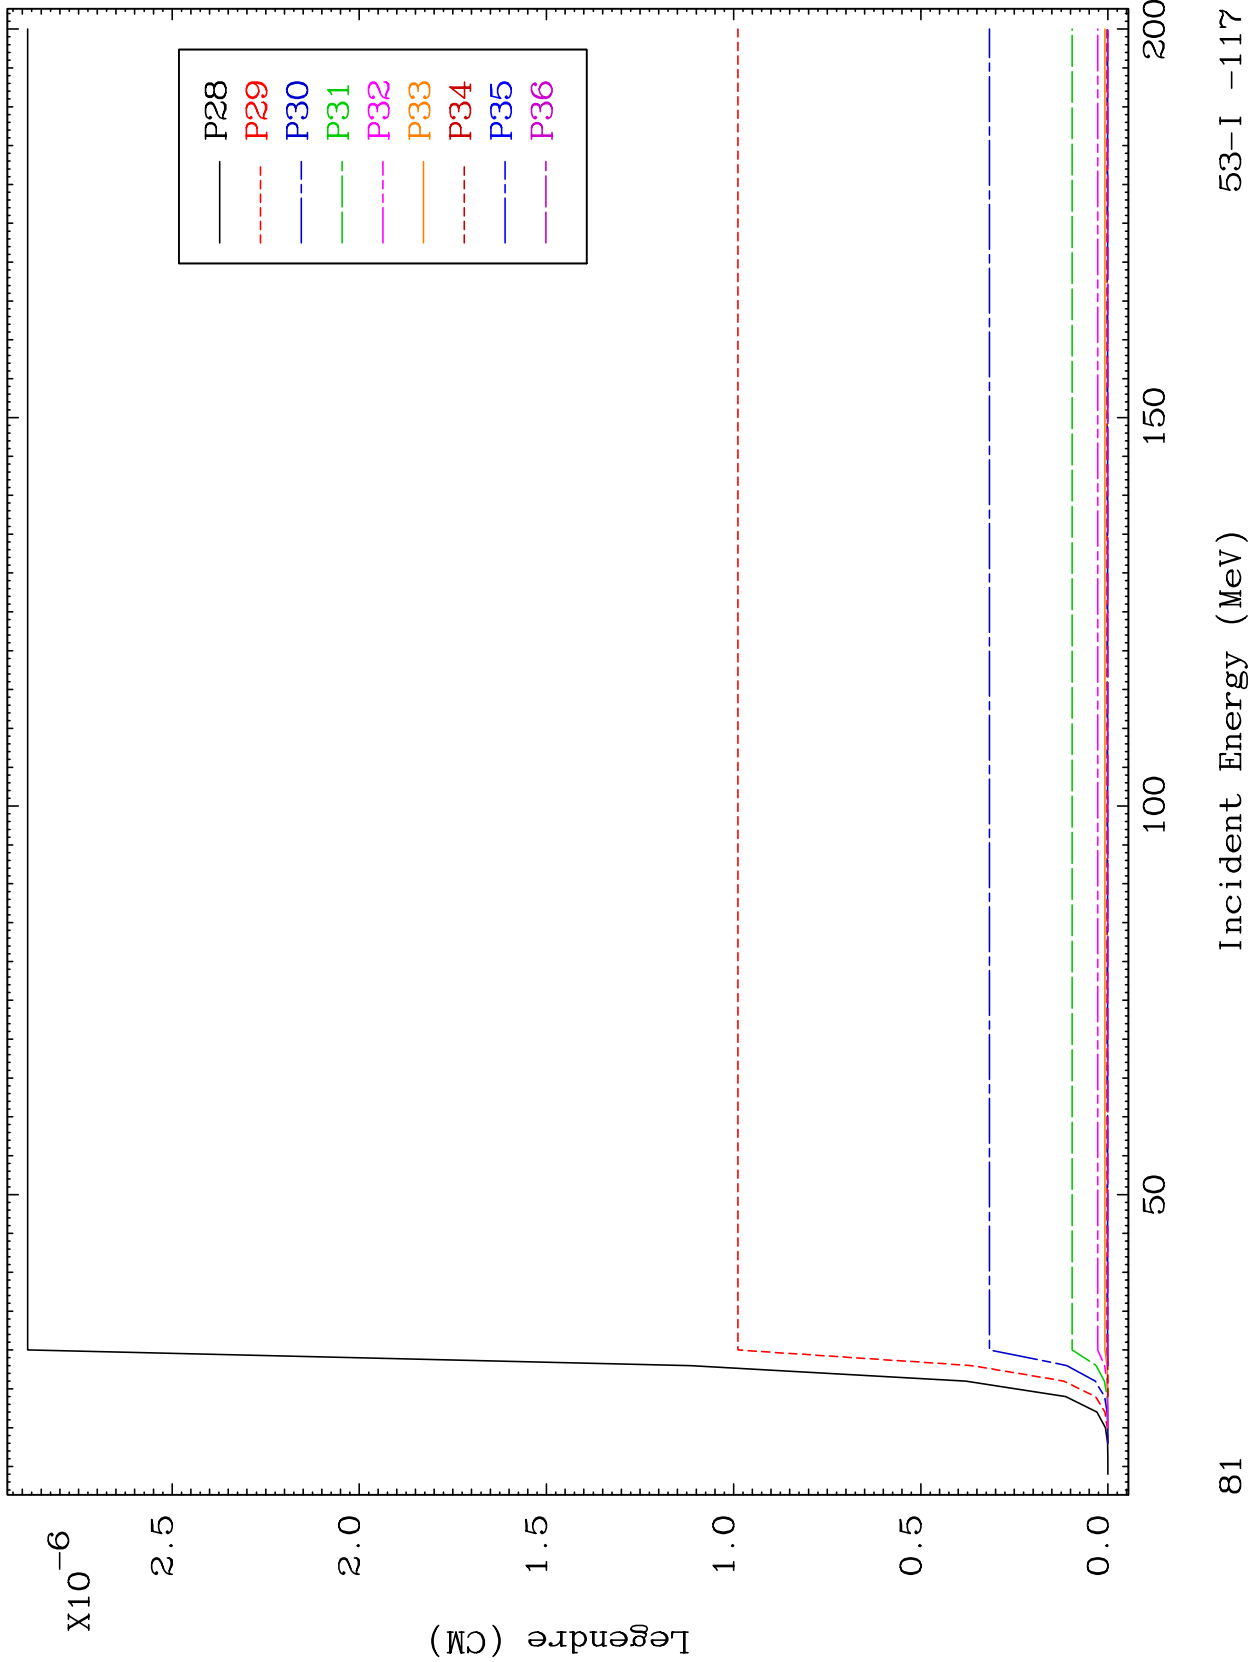 X10-6
2.5
2.0
1.5
1.0
0.5
0.0
Legendre (CM)
P28
P29
P30
P31
P32
P33
P34
P35
P36
50
100
150
200
Incident Energy (MeV)
81
53-I -117